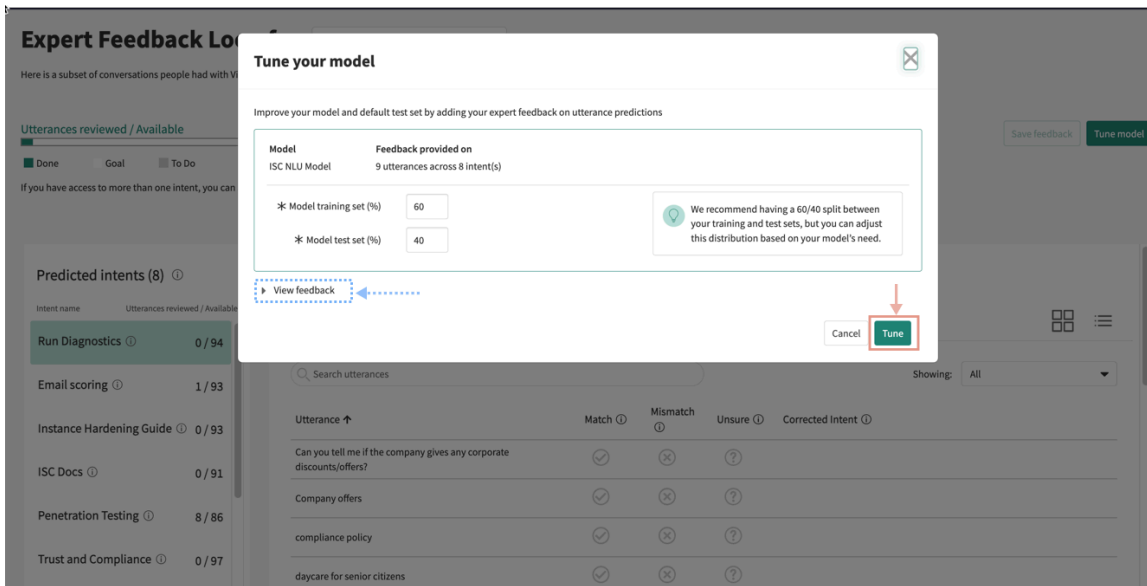 Expert Feedback Loo
Here is a subset of conversations people had with Vi
Utterances reviewed / Available
Done Goal To Do
If you have access to more than one intent, you can
Save feedback Tune model
Tune your model
Improve your model and default test set by adding your expert feedback on utterance predictions
Model Feedback provided on
ISC NLU Model 9 utterances across 8 intent(s)
Model training set (%) 60
Model test set (%) 40
We recommend having a 60/40 split between
your training and test sets, but you can adjust
this distribution based on your model's need.
View feedback
Cancel Tune
Predicted intents (8)
Intent name Utterances reviewed / Available
Run Diagnostics 0 / 94
Email scoring 1 / 93
Instance Hardening Guide 0 / 93
ISC Docs 0 / 91
Penetration Testing 8 / 86
Trust and Compliance 0 / 97
Search utterances Showing: All
Utterance Match Mismatch Unsure Corrected Intent
Can you tell me if the company gives any corporate
discounts/offers?
Company offers
compliance policy
daycare for senior citizens